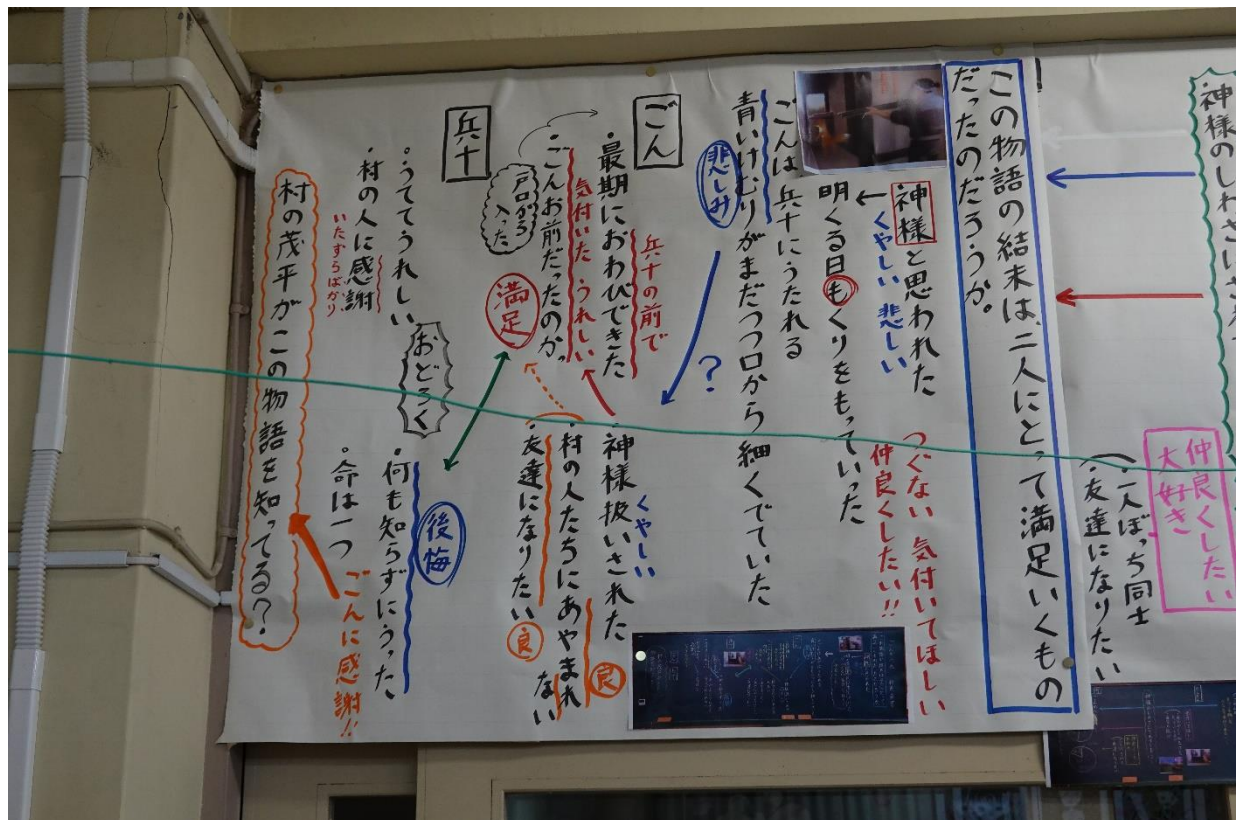 神様のしわざ
仲良くしたい
大好き
一人ぼっち同士
友達になりたい
この物語の結末は、二人にとって満足いくもの
だったのだろうか。
神様と思われた
くやしい 悲しい
つぐない 気付いてほしい
仲良くしたい!!
明くる日もくりをもっていった
ごんは兵十にうたれる
青いけむりがまだつつ口から細くでていた
悲しみ
?
ごん
兵十の前で
・最期におわびできた
気付いた うれしい
・ごんお前だったのか。
戸口から
入った
満足
くやしい
・神様扱いされた
・村の人たちにあやまれ
ない
良
・友達になりたい
良
兵十
おどろく
・うててうれしい
・村の人に感謝
いたずらばかり
後悔
・何も知らずにうった
・命は一つ
ごんに感謝!!
村の茂平がこの物語を知ってる?